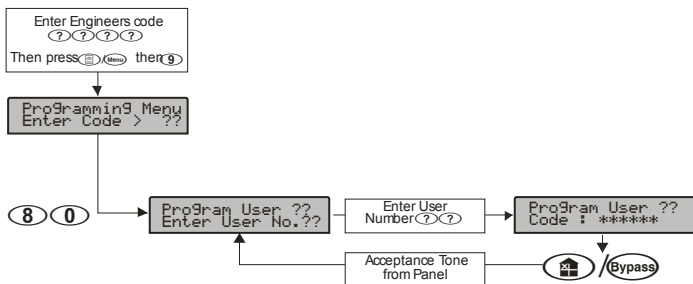 Enter Engineers code
? ? ? ?
Then press /Menu then 9
Programming Menu
Enter Code > ??
8 0
Program User ??
Enter User No.??
Enter User
Number ? ?
Program User ??
Code : ******
Acceptance Tone
from Panel
/Bypass